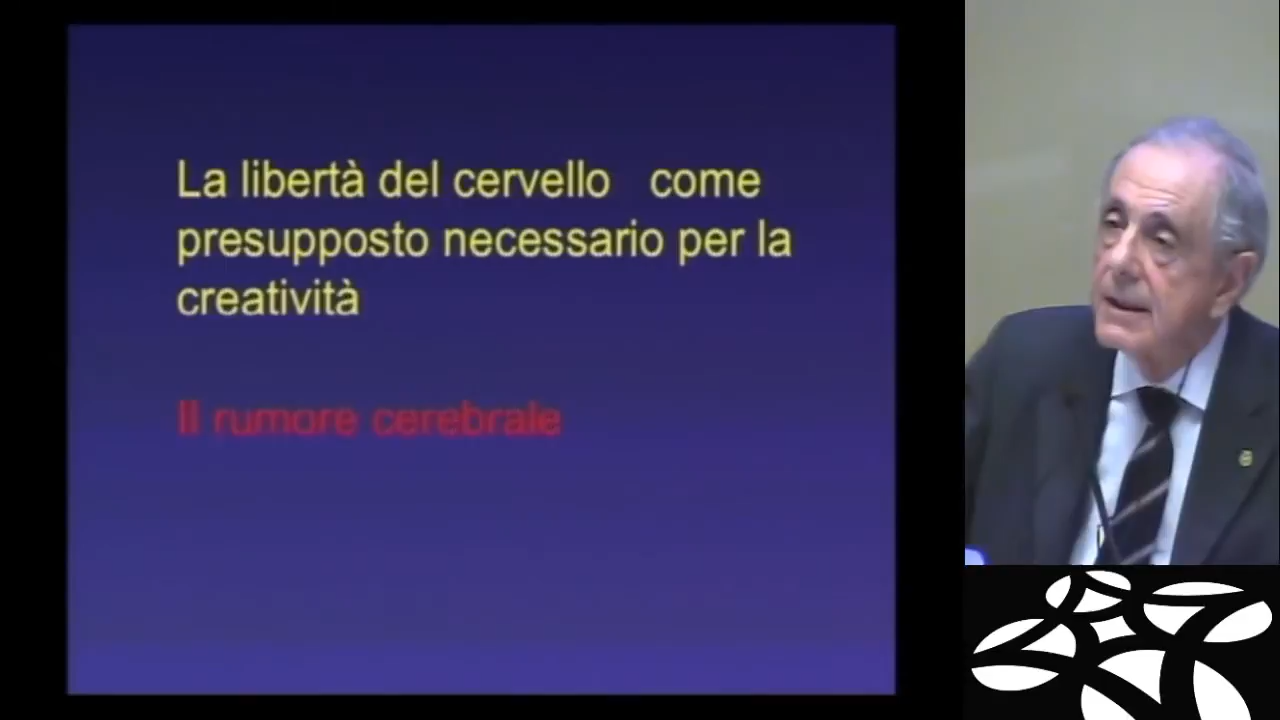 La libertà del cervello come
presupposto necessario per la
creatività
Il rumore cerebrale